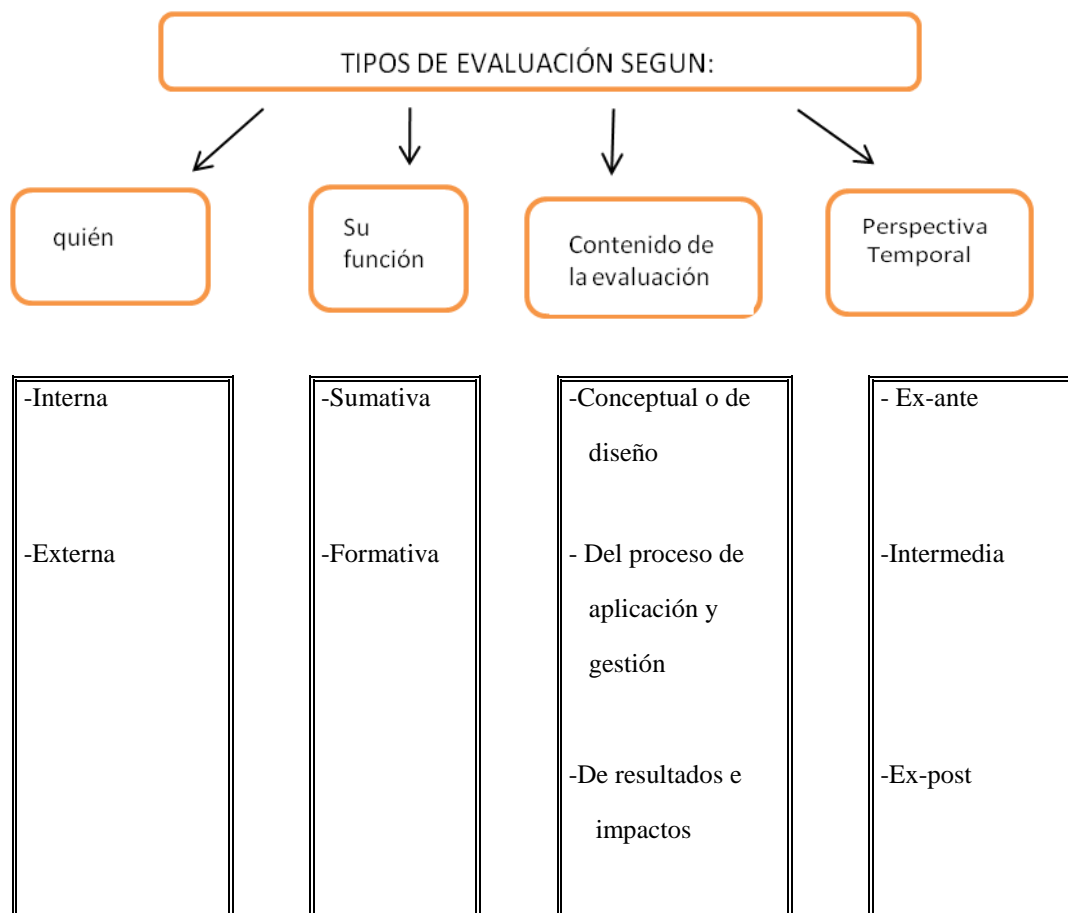 TIPOS DE EVALUACIÓN SEGUN:
quién
Su
función
Contenido de
la evaluación
Perspectiva
Temporal
-Interna
-Externa
-Sumativa
-Formativa
-Conceptual o de
diseño
- Del proceso de
aplicación y
gestión
-De resultados e
impactos
- Ex-ante
-Intermedia
-Ex-post